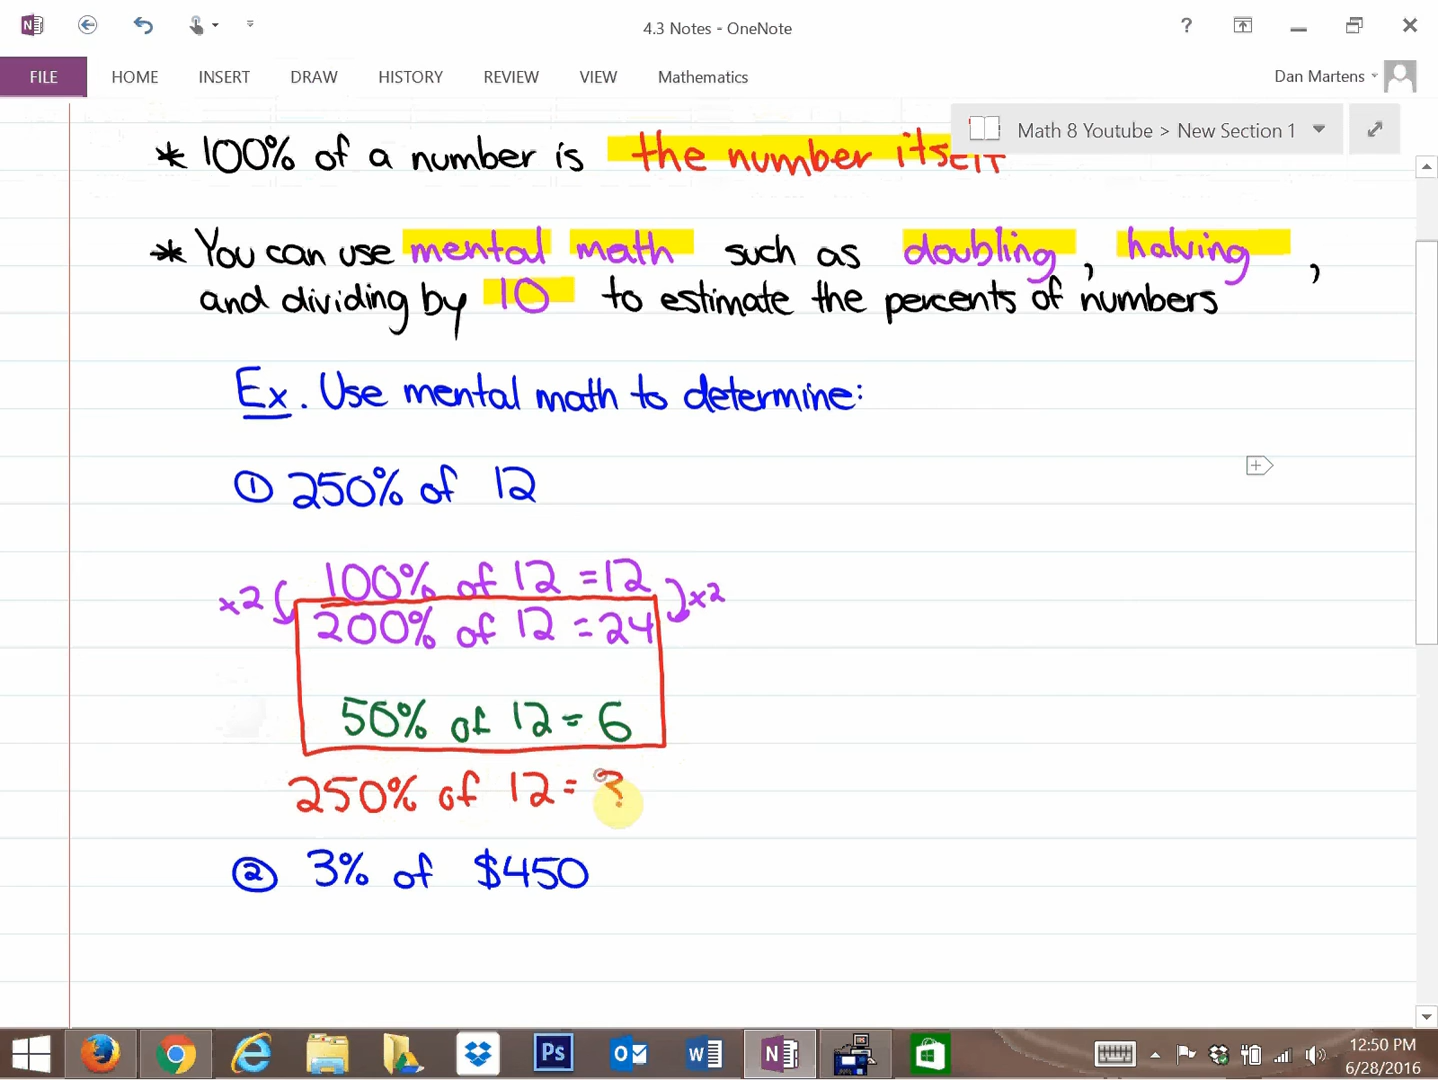 4.3 Notes - OneNote
?
FILE HOME INSERT DRAW HISTORY REVIEW VIEW Mathematics
Dan Martens
Math 8 Youtube > New Section 1
* 100% of a number is the number itself
* You can use mental math such as doubling, halving,
and dividing by 10 to estimate the percents of numbers
Ex. Use mental math to determine:
① 250% of 12
100% of 12 = 12
x2 x2
200% of 12 = 24
50% of 12 = 6
250% of 12 = ?
② 3% of $450
Ps
12:50 PM
6/28/2016